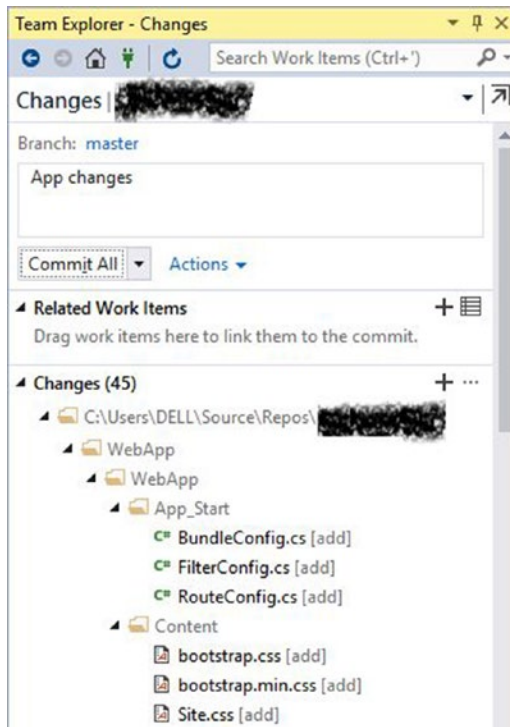 Team Explorer - Changes
Search Work Items (Ctrl+')
Changes |
Branch: master
App changes
Commit All Actions
Related Work Items
Drag work items here to link them to the commit.
Changes (45)
C:\Users\DELL\Source\Repos\
WebApp
WebApp
App_Start
C# BundleConfig.cs [add]
C# FilterConfig.cs [add]
C# RouteConfig.cs [add]
Content
bootstrap.css [add]
bootstrap.min.css [add]
Site.css [add]